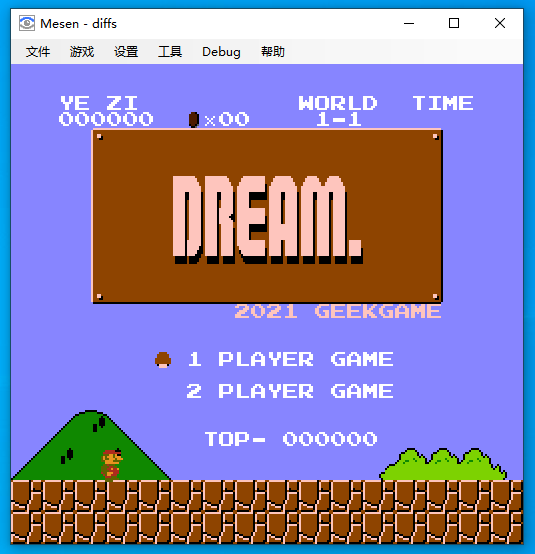 Mesen - diffs
文件 游戏 设置 工具 Debug 帮助
YE ZI WORLD TIME
000000 ×00 1-1
DREAM.
2021 GEEKGAME
1 PLAYER GAME
2 PLAYER GAME
TOP- 000000